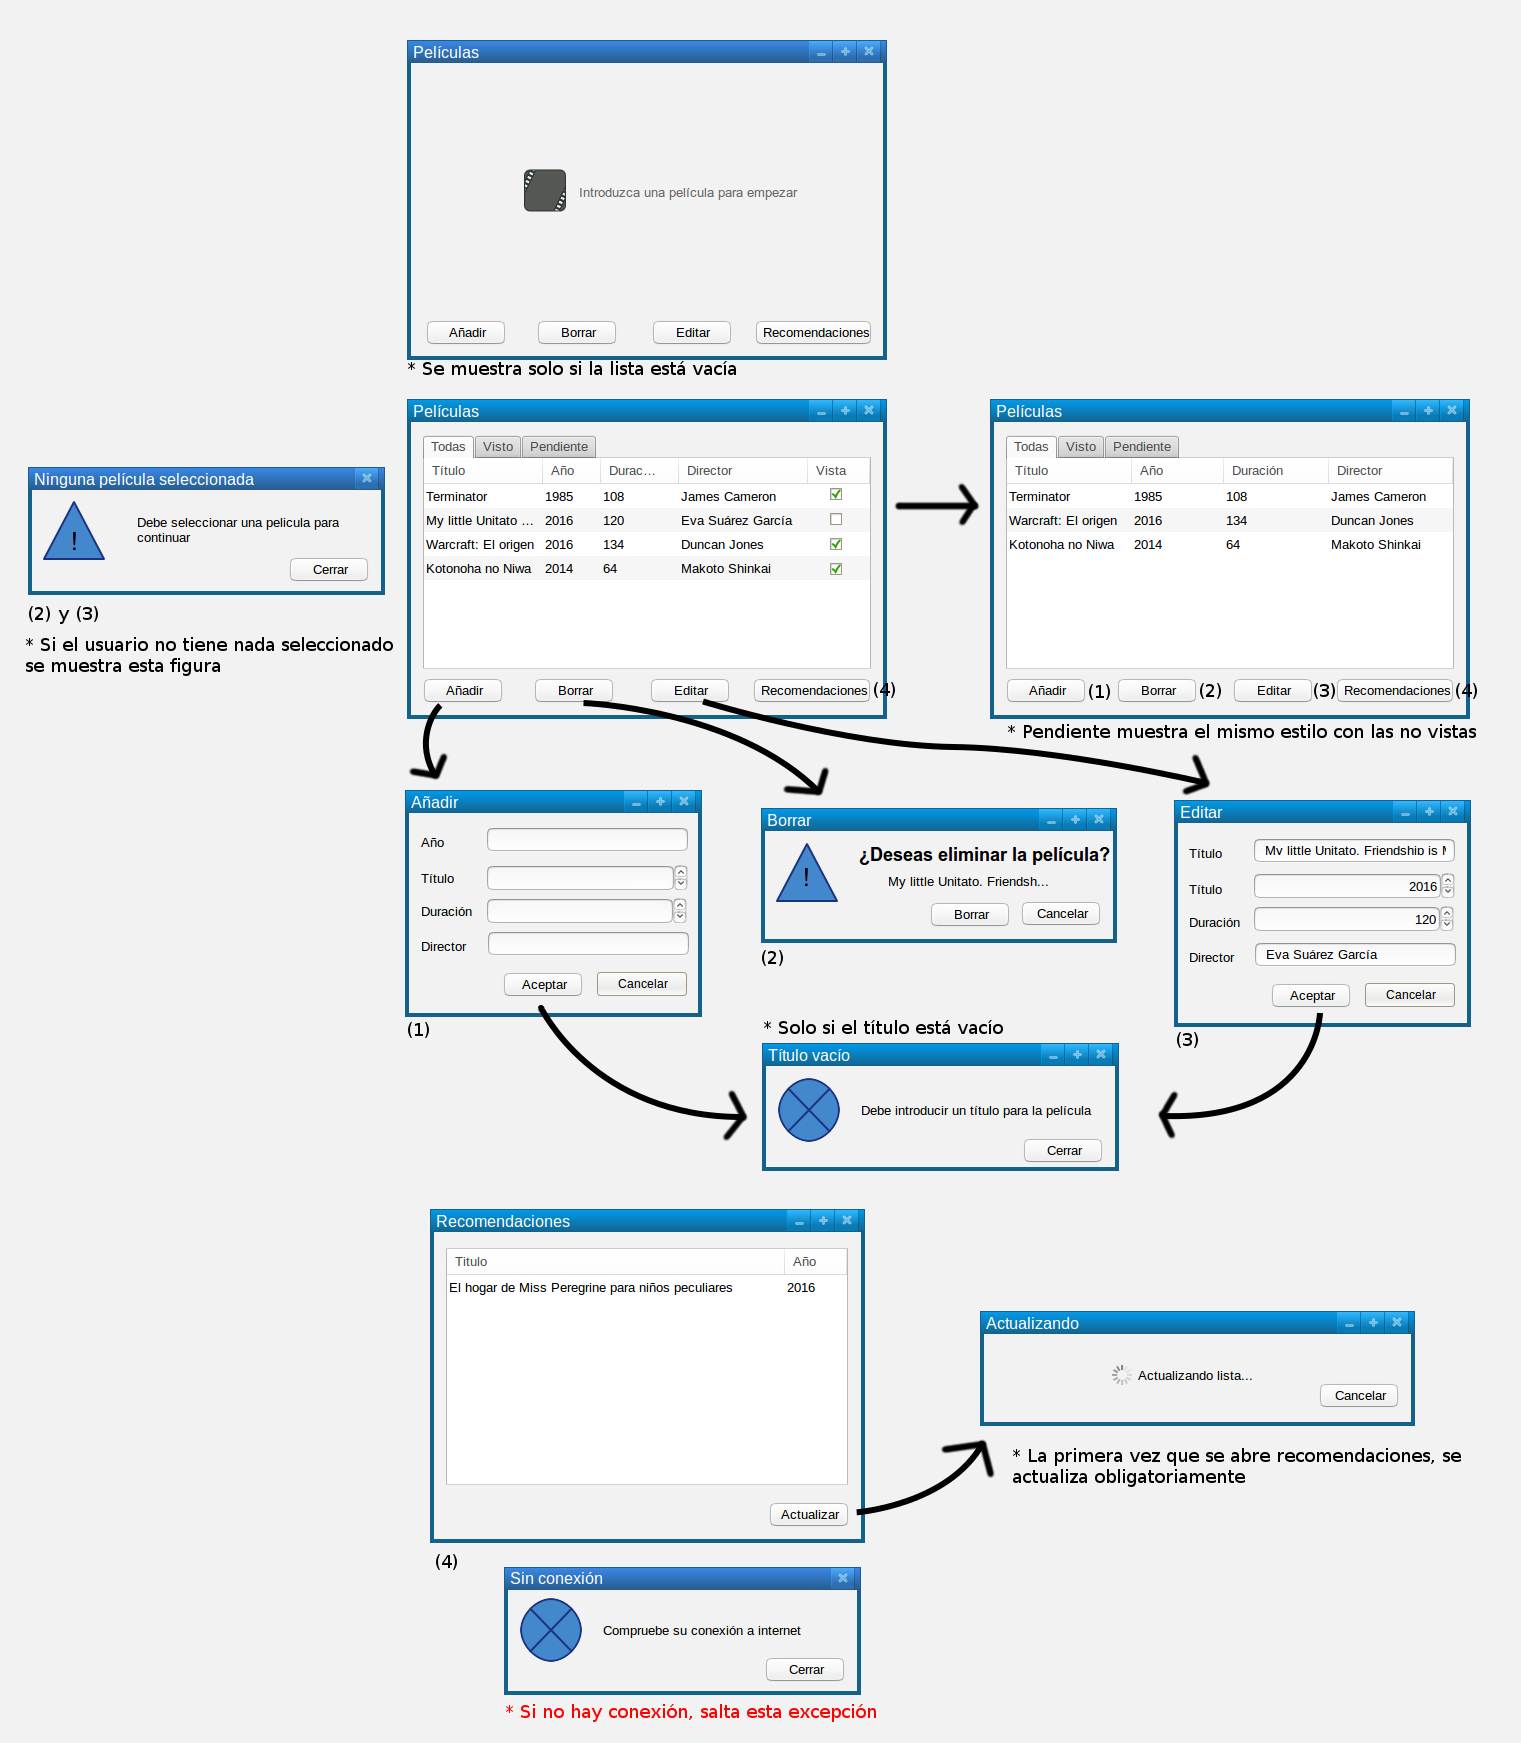 Películas
Introduzca una película para empezar
Añadir Borrar Editar Recomendaciones
* Se muestra solo si la lista está vacía
Ninguna película seleccionada
Debe seleccionar una pelicula para
continuar
Cerrar
(2) y (3)
* Si el usuario no tiene nada seleccionado
se muestra esta figura
Películas
Todas Visto Pendiente
Título Año Durac... Director Vista
Terminator 1985 108 James Cameron
My little Unitato ... 2016 120 Eva Suárez García
Warcraft: El origen 2016 134 Duncan Jones
Kotonoha no Niwa 2014 64 Makoto Shinkai
Añadir Borrar Editar Recomendaciones (4)
Películas
Todas Visto Pendiente
Título Año Duración Director
Terminator 1985 108 James Cameron
Warcraft: El origen 2016 134 Duncan Jones
Kotonoha no Niwa 2014 64 Makoto Shinkai
Añadir (1) Borrar (2) Editar (3) Recomendaciones (4)
* Pendiente muestra el mismo estilo con las no vistas
Añadir
Año
Título
Duración
Director
Aceptar Cancelar
(1)
Borrar
¿Deseas eliminar la película?
My little Unitato. Friendsh...
Borrar Cancelar
(2)
Editar
Título My little Unitato. Friendship is
Título 2016
Duración 120
Director Eva Suárez García
Aceptar Cancelar
(3)
* Solo si el título está vacío
Título vacío
Debe introducir un título para la película
Cerrar
Recomendaciones
Titulo Año
El hogar de Miss Peregrine para niños peculiares 2016
Actualizar
(4)
Actualizando
Actualizando lista...
Cancelar
* La primera vez que se abre recomendaciones, se
actualiza obligatoriamente
Sin conexión
Compruebe su conexión a internet
Cerrar
* Si no hay conexión, salta esta excepción